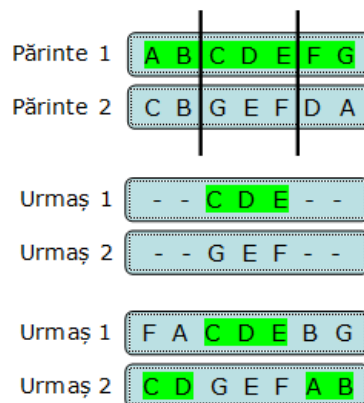 Părinte 1 A B C D E F G
Părinte 2 C B G E F D A
Urmaș 1 - - C D E - -
Urmaș 2 - - G E F - -
Urmaș 1 F A C D E B G
Urmaș 2 C D G E F A B